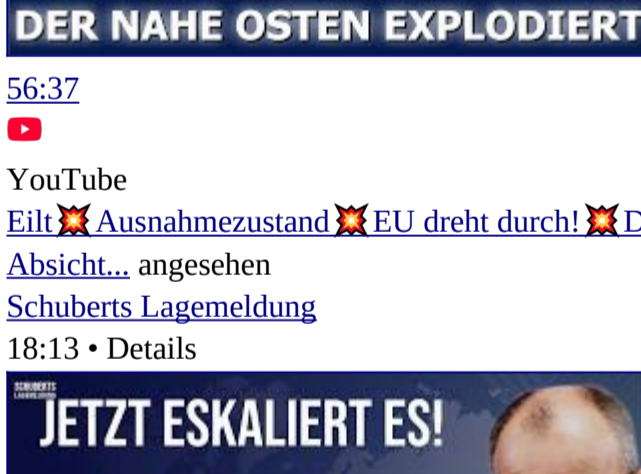 DER NAHE OSTEN EXPLODIERT
56:37
YouTube
Eilt💥Ausnahmezustand💥EU dreht durch!💥D
Absicht... angesehen
Schuberts Lagemeldung
18:13 • Details
SCHUBERTS
LAGEMELDUNG
JETZT ESKALIERT ES!